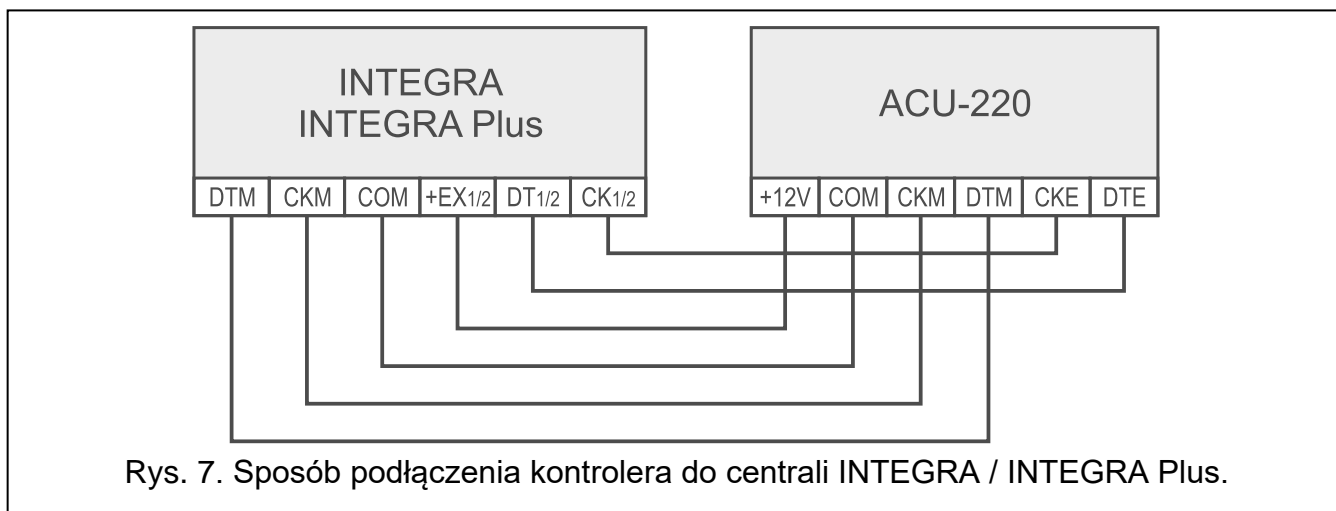 INTEGRA
INTEGRA Plus
ACU-220
DTM CKM COM +EX1/2 DT1/2 CK1/2
+12V COM CKM DTM CKE DTE
Rys. 7. Sposób podłączenia kontrolera do centrali INTEGRA / INTEGRA Plus.